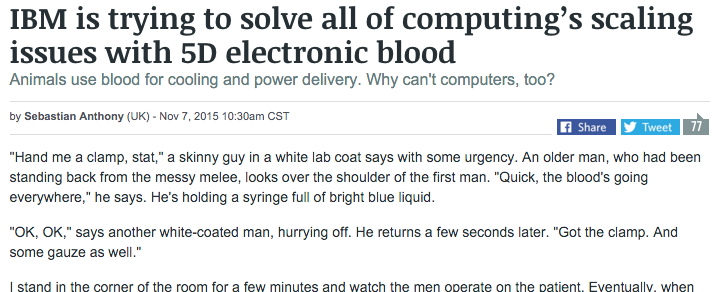 IBM is trying to solve all of computing’s scaling
issues with 5D electronic blood
Animals use blood for cooling and power delivery. Why can't computers, too?
by Sebastian Anthony (UK) - Nov 7, 2015 10:30am CST
Share Tweet 77
"Hand me a clamp, stat," a skinny guy in a white lab coat says with some urgency. An older man, who had been
standing back from the messy melee, looks over the shoulder of the first man. "Quick, the blood's going
everywhere," he says. He's holding a syringe full of bright blue liquid.
"OK, OK," says another white-coated man, hurrying off. He returns a few seconds later. "Got the clamp. And
some gauze as well."
I stand in the corner of the room for a few minutes and watch the men operate on the patient. Eventually, when